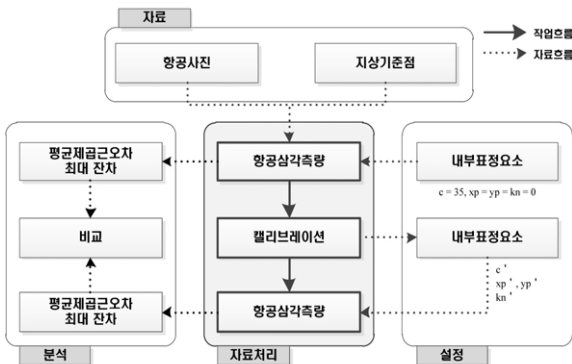 자료
작업흐름
자료흐름
항공사진
지상기준점
평균제곱근오차
최대 잔차
항공삼각측량
내부표정요소
c = 35, xp = yp = kn = 0
비교
캘리브레이션
내부표정요소
c *
xp * , yp *
kn *
평균제곱근오차
최대 잔차
항공삼각측량
분석
자료처리
설정